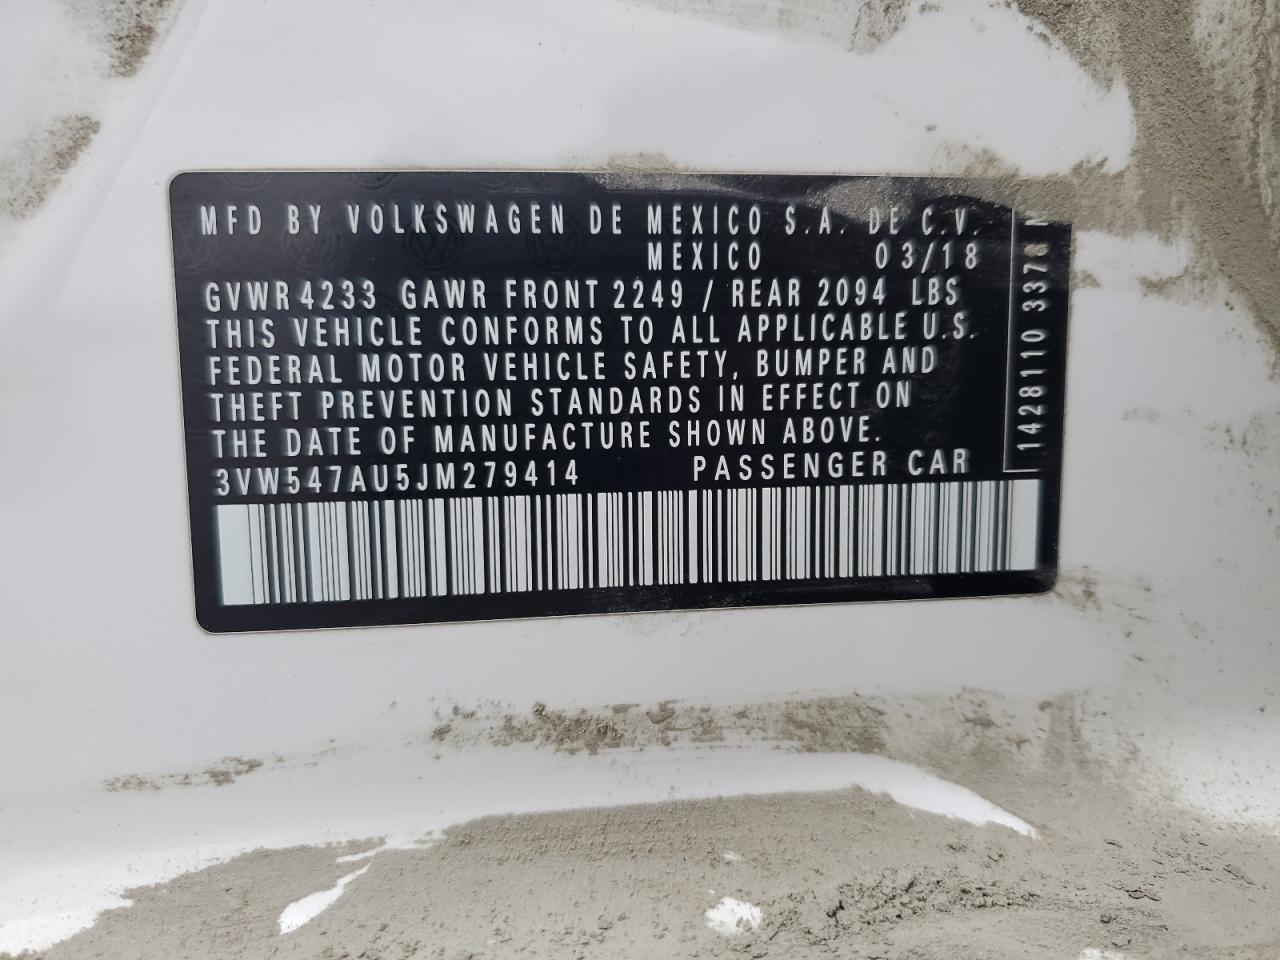 MFD BY VOLKSWAGEN DE MEXICO S.A. DE C.V.
MEXICO 03/18
GVWR 4233 GAWR FRONT 2249 / REAR 2094 LBS
THIS VEHICLE CONFORMS TO ALL APPLICABLE U.S.
FEDERAL MOTOR VEHICLE SAFETY, BUMPER AND
THEFT PREVENTION STANDARDS IN EFFECT ON
THE DATE OF MANUFACTURE SHOWN ABOVE.
3VW547AU5JM279414 PASSENGER CAR
1428110